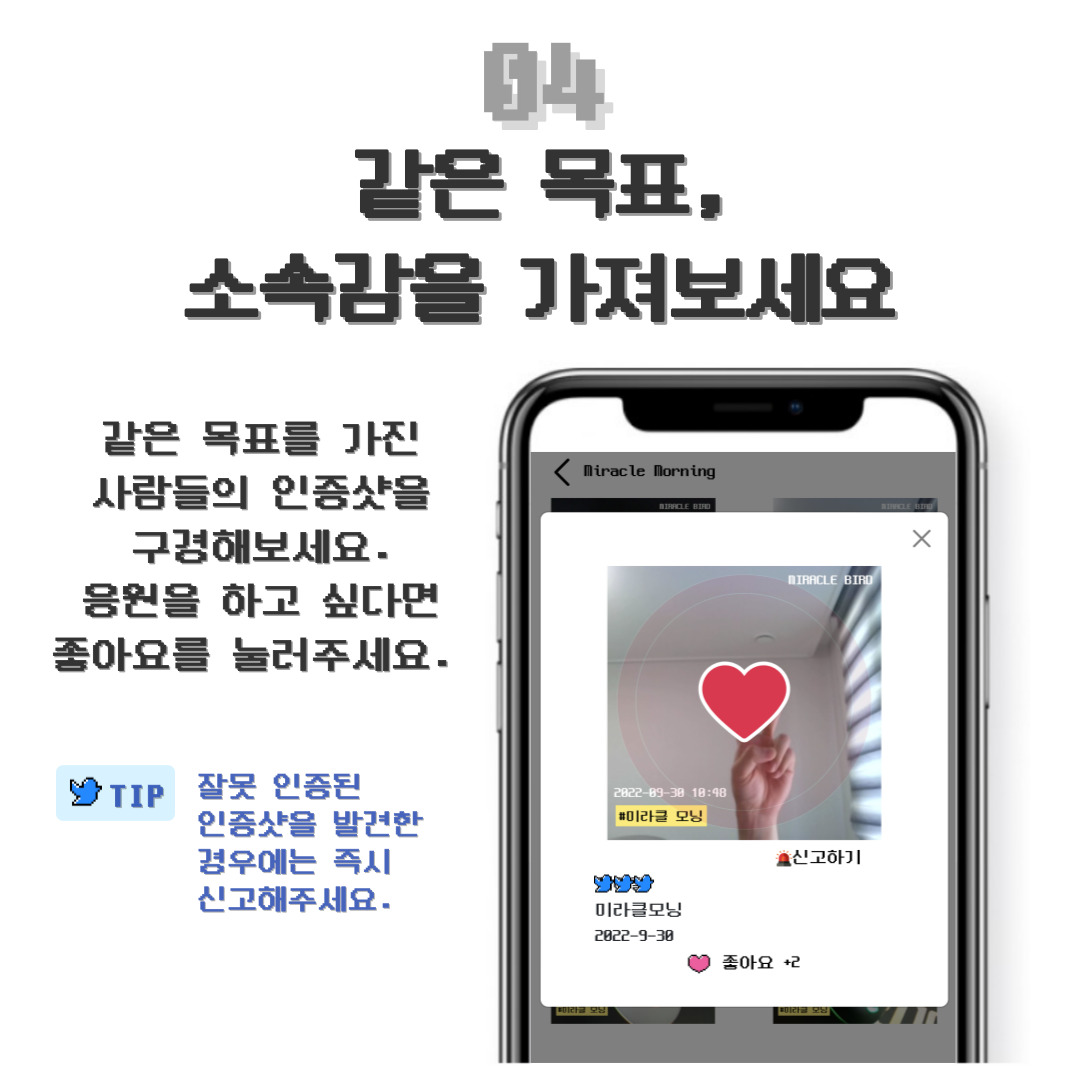 04
같은 목표,
소속감을 가져보세요
같은 목표를 가진
사람들의 인증샷을
구경해보세요.
응원을 하고 싶다면
좋아요를 눌러주세요.
TIP
잘못 인증된
인증샷을 발견한
경우에는 즉시
신고해주세요.
Miracle Morning
MIRACLE BIRD
MIRACLE BIRD
MIRACLE BIRD
2022-09-30 10:48
#미라클 모닝
신고하기
미라클모닝
2022-9-30
좋아요 +2
#미라클 모닝
#미라클 모닝